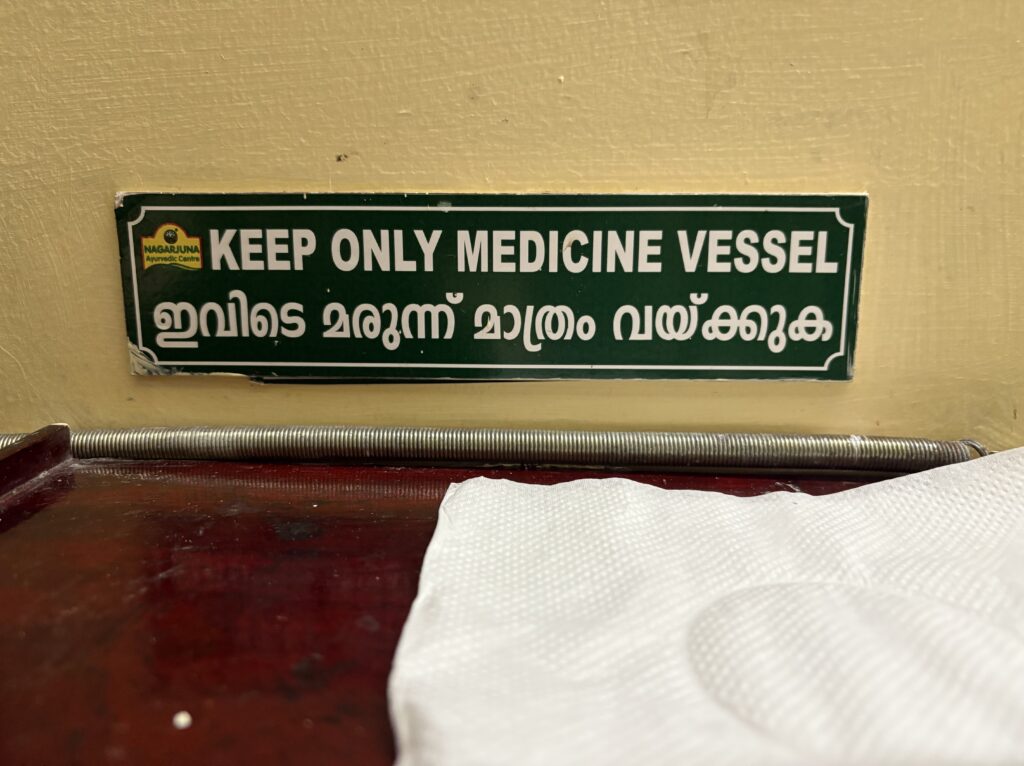 NAGARJUNA
Ayurvedic Centre
KEEP ONLY MEDICINE VESSEL
ഇവിടെ മരുന്ന് മാത്രം വയ്ക്കുക